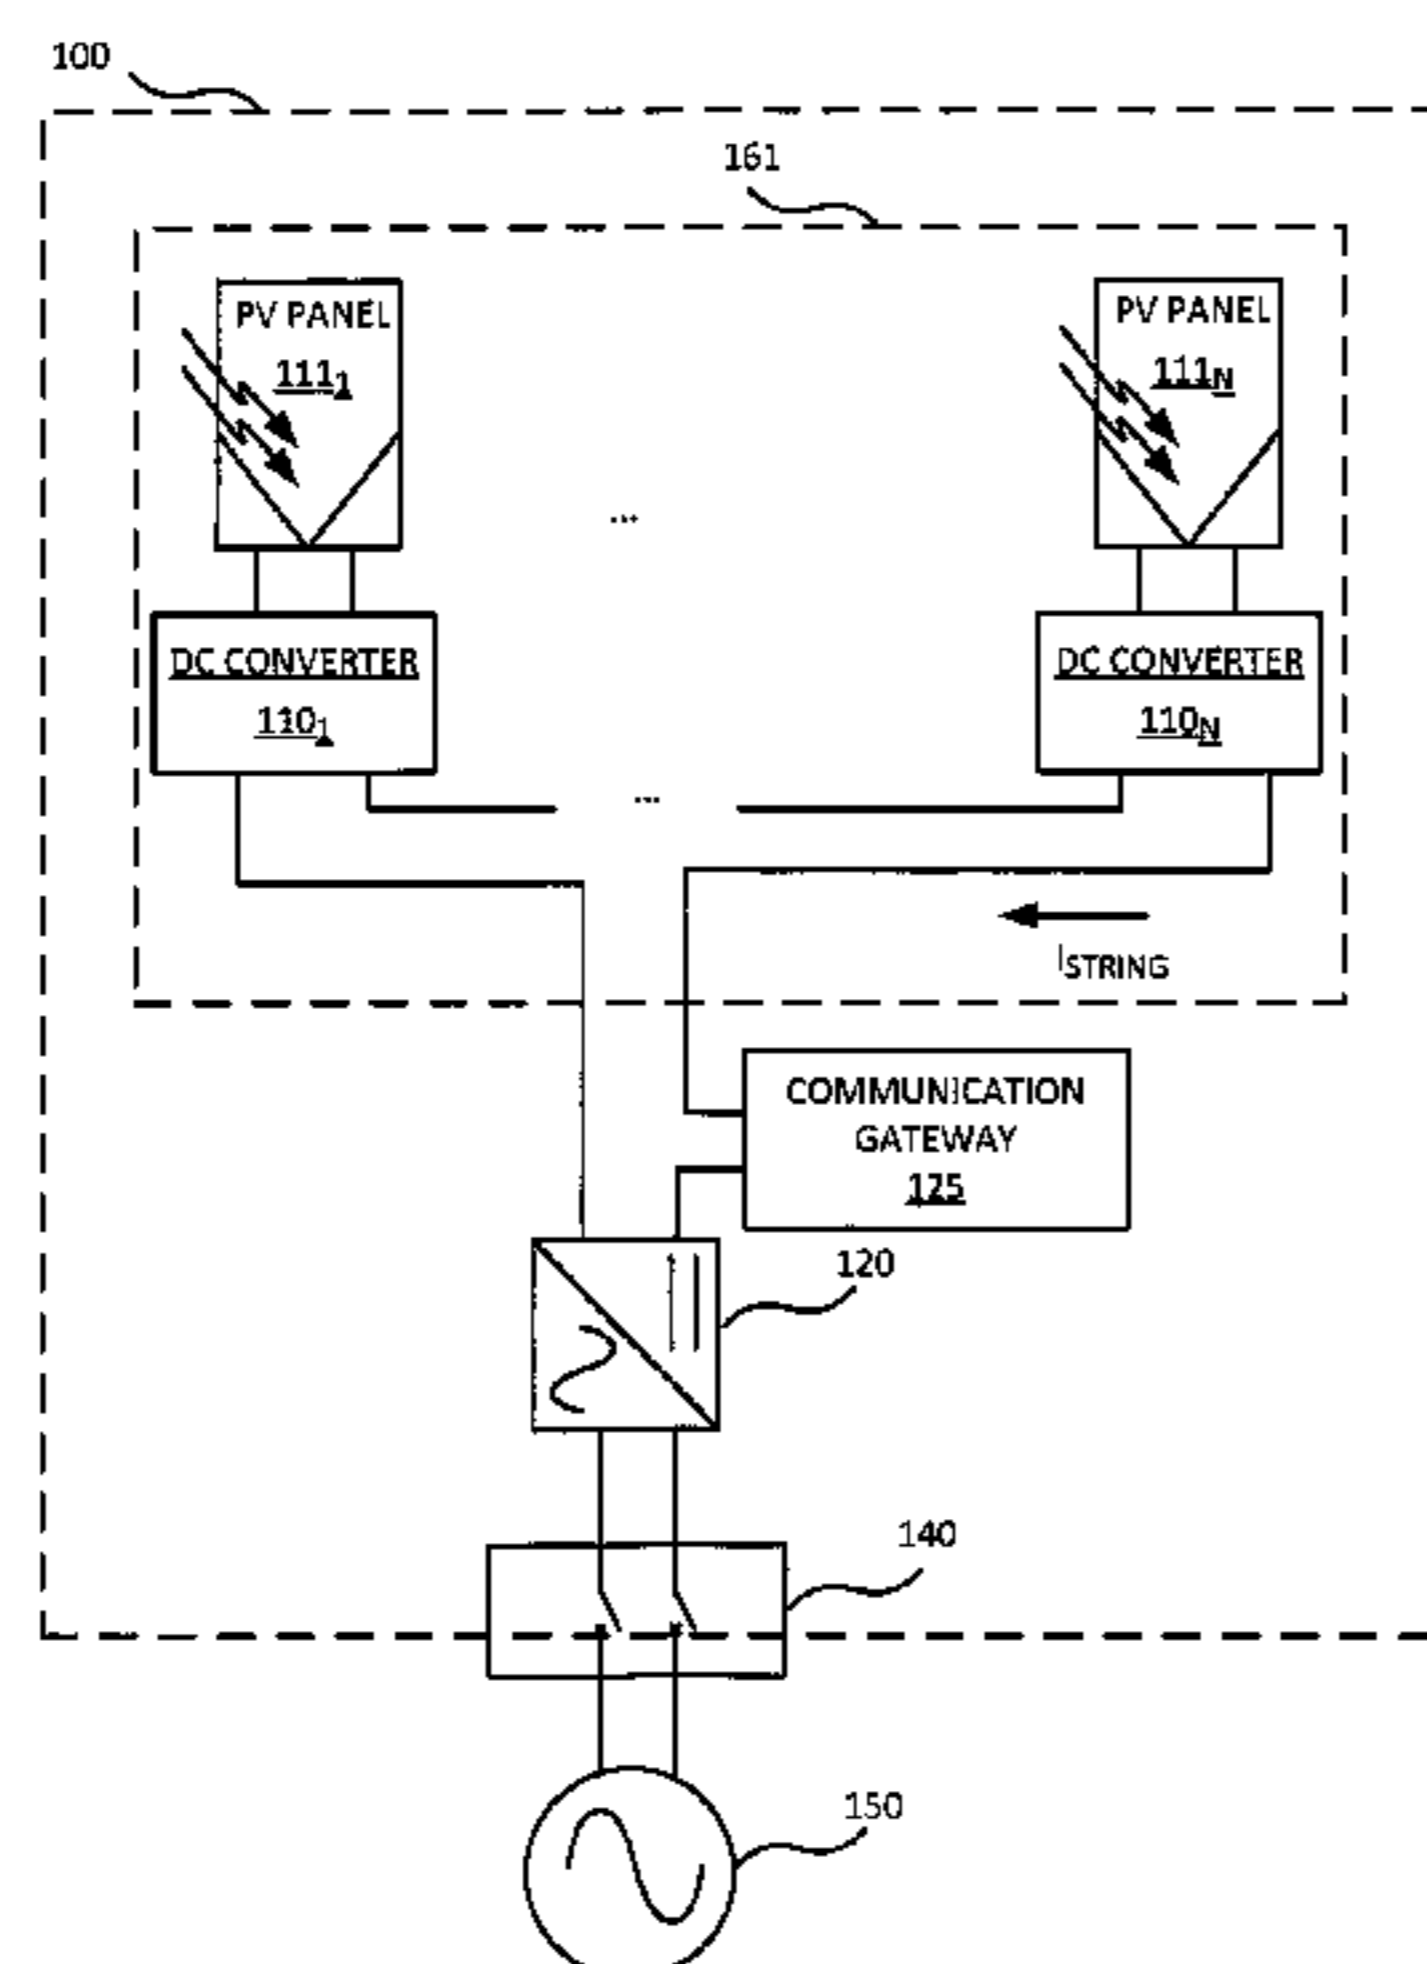 100
161
PV PANEL
111₁
PV PANEL
111N
...
DC CONVERTER
110₁
DC CONVERTER
110N
...
ISTRING
COMMUNICATION
GATEWAY
125
120
140
150